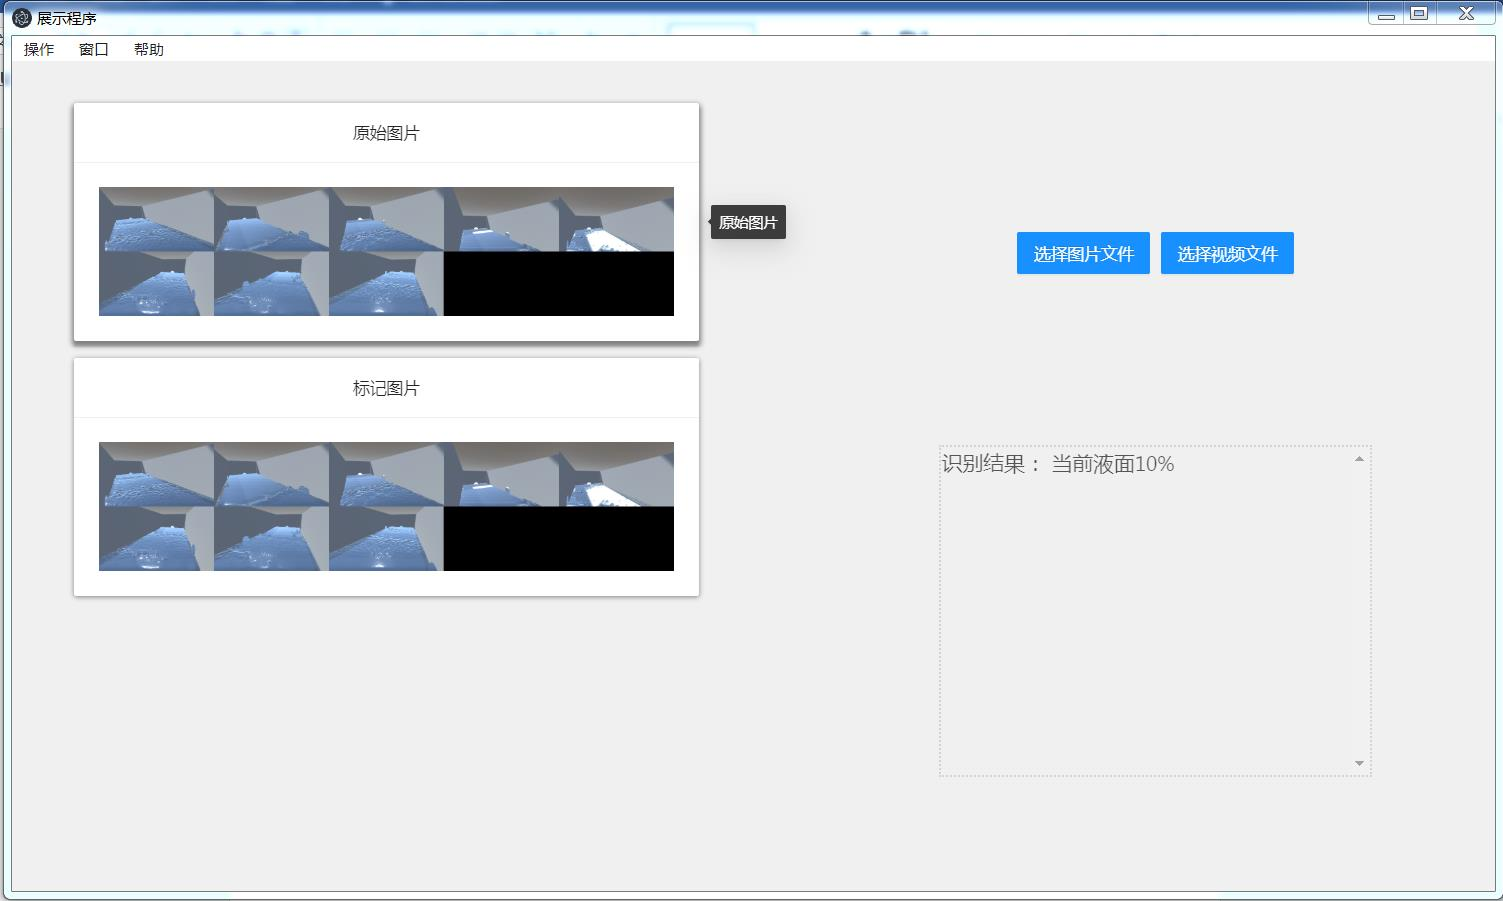 展示程序
操作 窗口 帮助
原始图片
原始图片
选择图片文件 选择视频文件
标记图片
识别结果： 当前液面10%